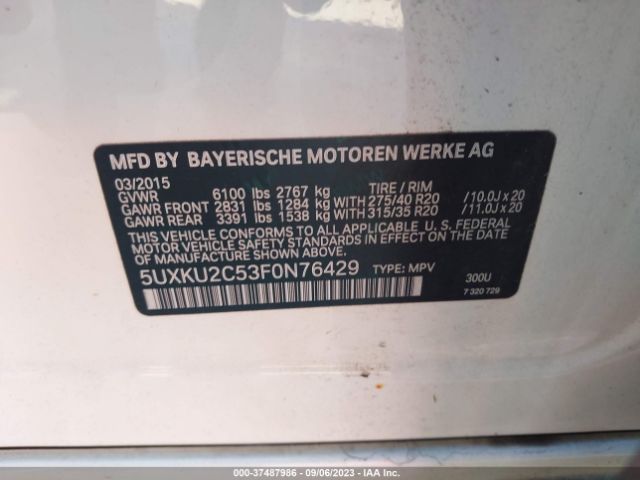 MFD BY BAYERISCHE MOTOREN WERKE AG
03/2015
GVWR 6100 lbs 2767 kg TIRE / RIM
GAWR FRONT 2831 lbs 1284 kg WITH 275/40 R20 /10.0J x 20
GAWR REAR 3391 lbs 1538 kg WITH 315/35 R20 /11.0J x 20
THIS VEHICLE CONFORMS TO ALL APPLICABLE U. S. FEDERAL
MOTOR VEHICLE SAFETY STANDARDS IN EFFECT ON THE DATE
OF MANUFACTURE SHOWN ABOVE.
5UXKU2C53F0N76429 TYPE: MPV 300U
7 320 729
000-37487986 - 09/06/2023 - IAA Inc.